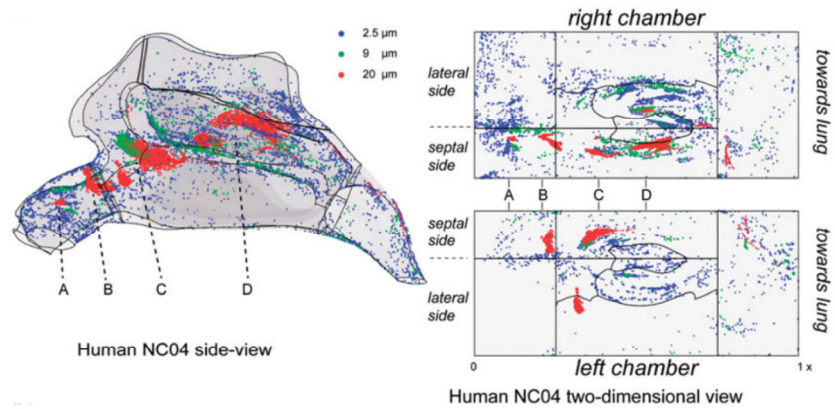 2.5 µm
9 µm
20 µm
A
B
C
D
Human NC04 side-view
right chamber
lateral
side
septal
side
towards lung
A
B
C
D
septal
side
lateral
side
towards lung
0
left chamber
1 x
Human NC04 two-dimensional view